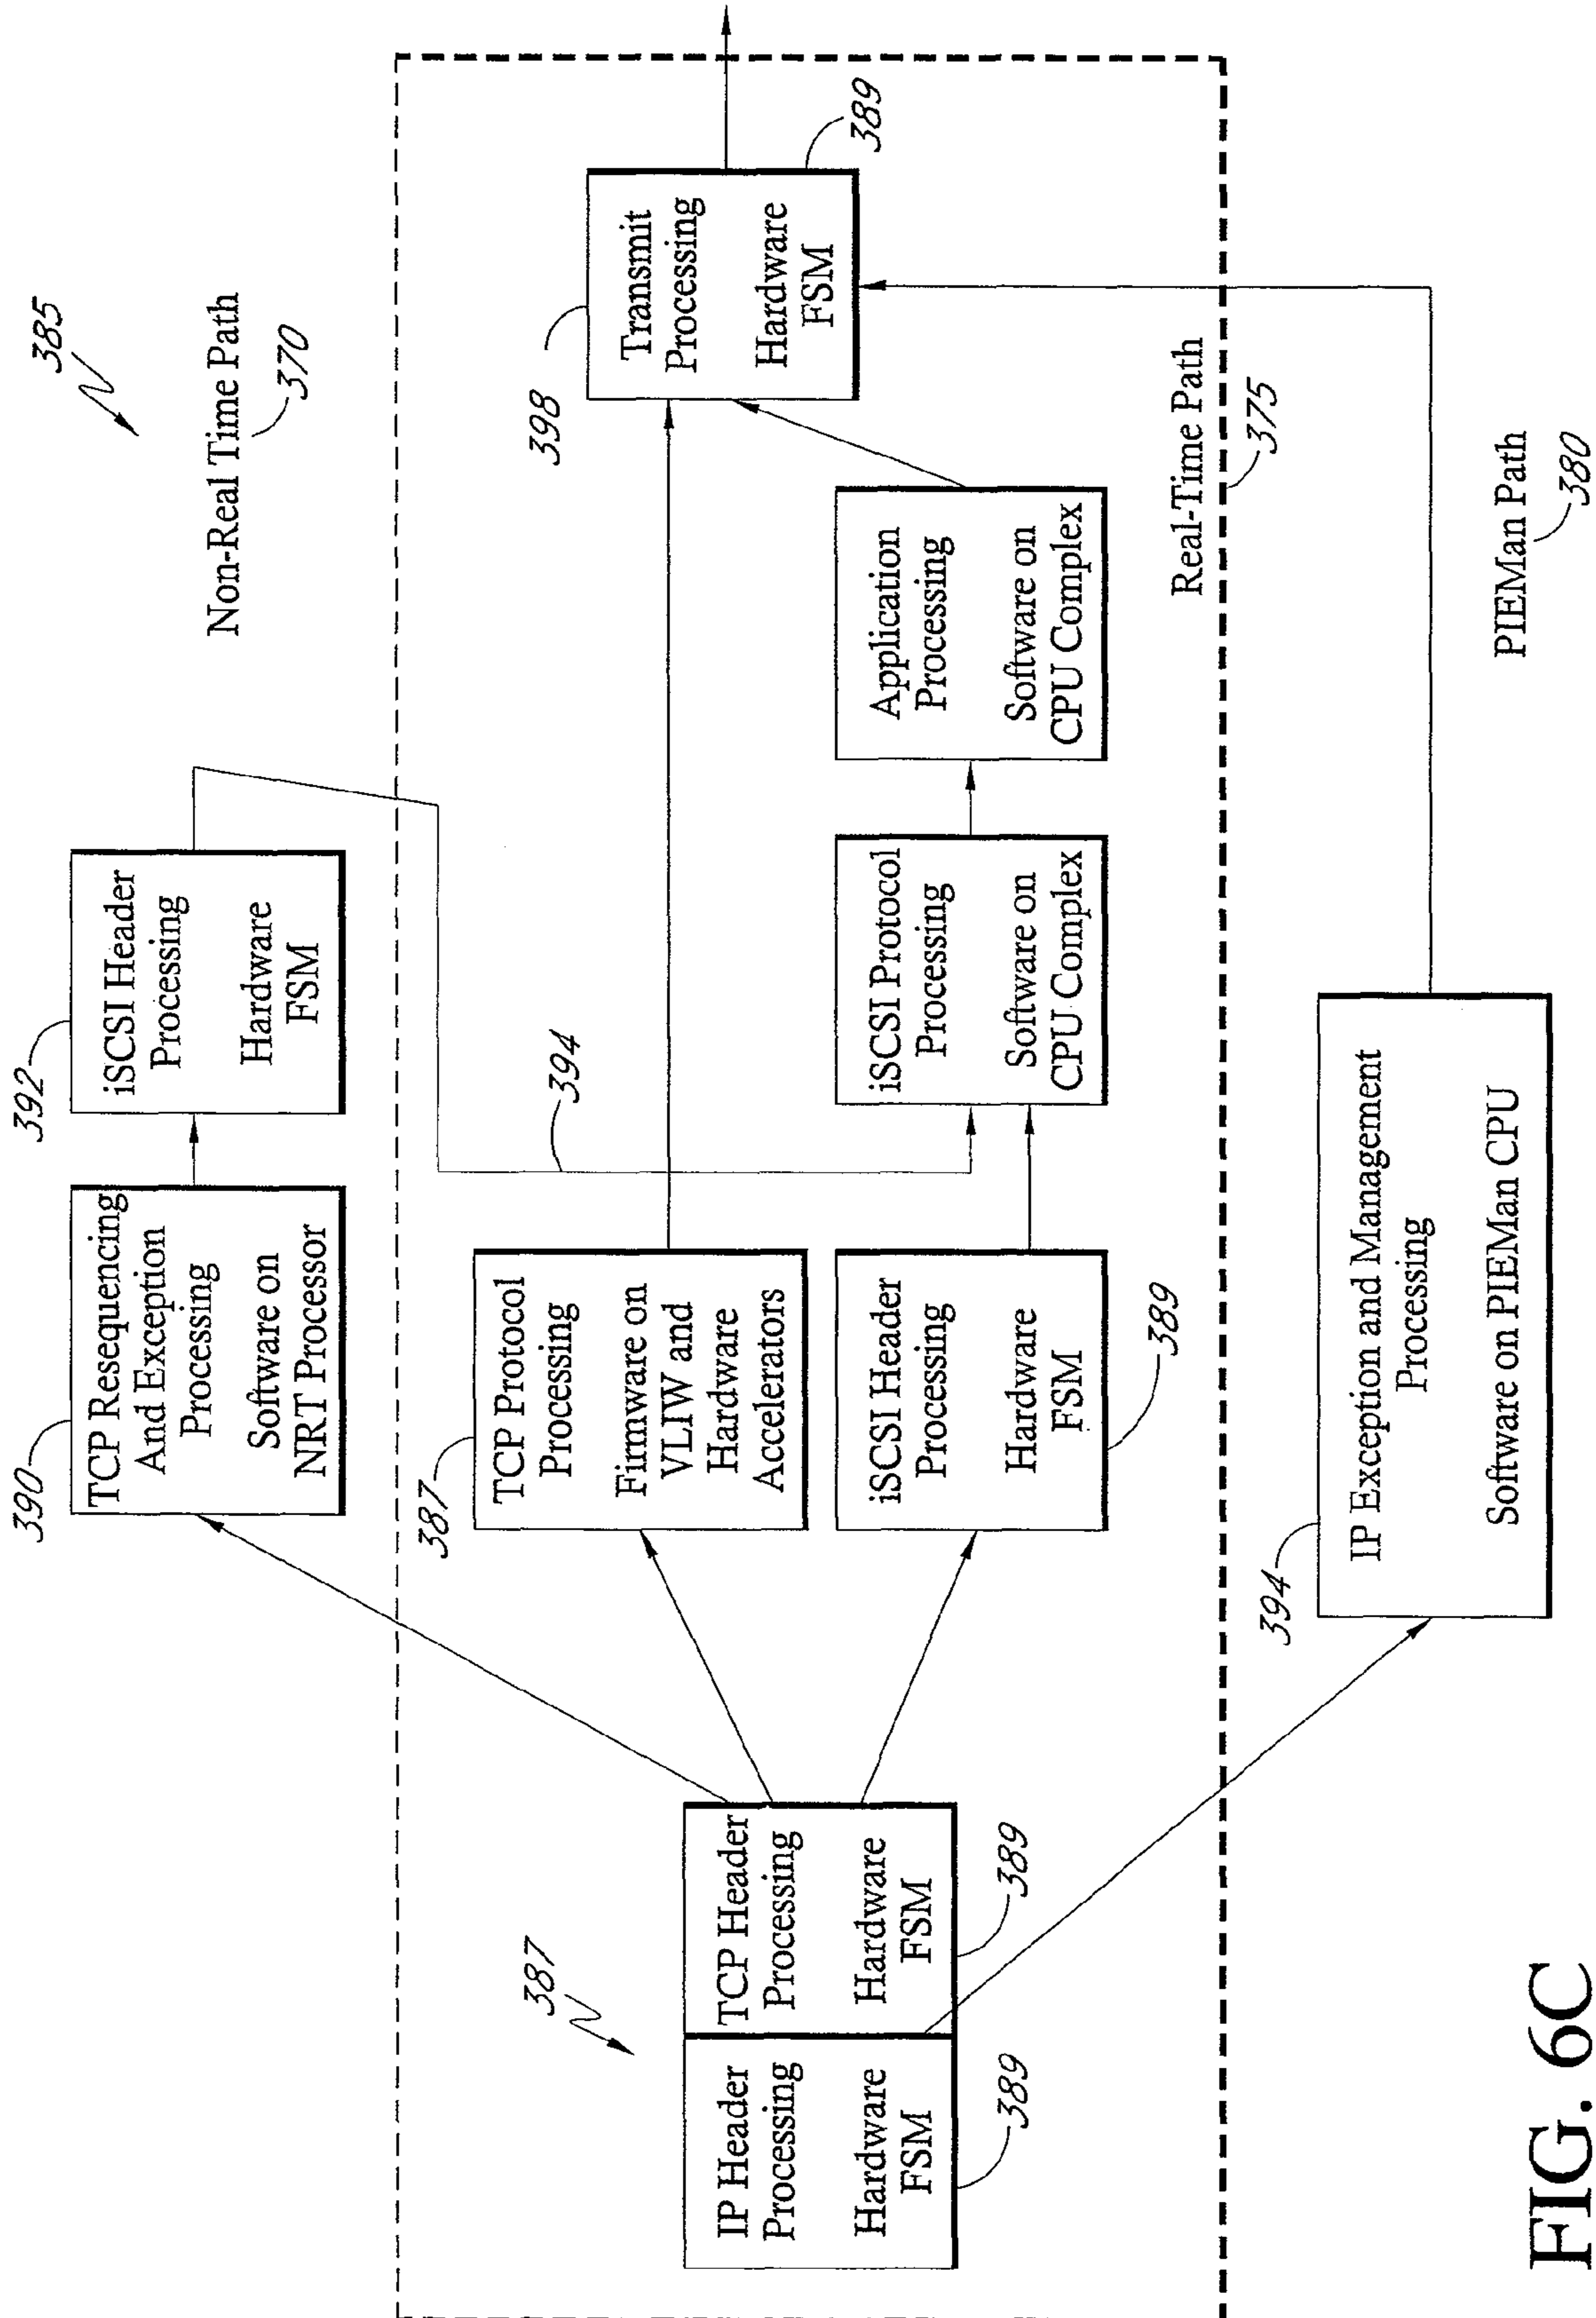 385
Non-Real Time Path
370
390
TCP Resequencing
And Exception
Processing
Software on
NRT Processor
392
iSCSI Header
Processing
Hardware
FSM
394
387
TCP Protocol
Processing
Firmware on
VLIW and
Hardware
Accelerators
398
Transmit
Processing
Hardware
FSM
389
387
IP Header
Processing
Hardware
FSM
389
TCP Header
Processing
Hardware
FSM
389
iSCSI Header
Processing
Hardware
FSM
389
iSCSI Protocol
Processing
Software on
CPU Complex
Application
Processing
Software on
CPU Complex
Real-Time Path
375
394
IP Exception and Management
Processing
Software on PIEMan CPU
PIEMan Path
380
FIG. 6C